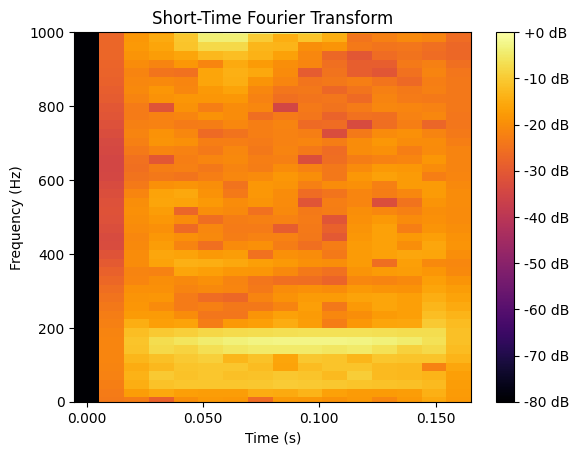 Short-Time Fourier Transform
1000
800
600
400
200
0
Frequency (Hz)
0.000
0.050
0.100
0.150
Time (s)
+0 dB
-10 dB
-20 dB
-30 dB
-40 dB
-50 dB
-60 dB
-70 dB
-80 dB